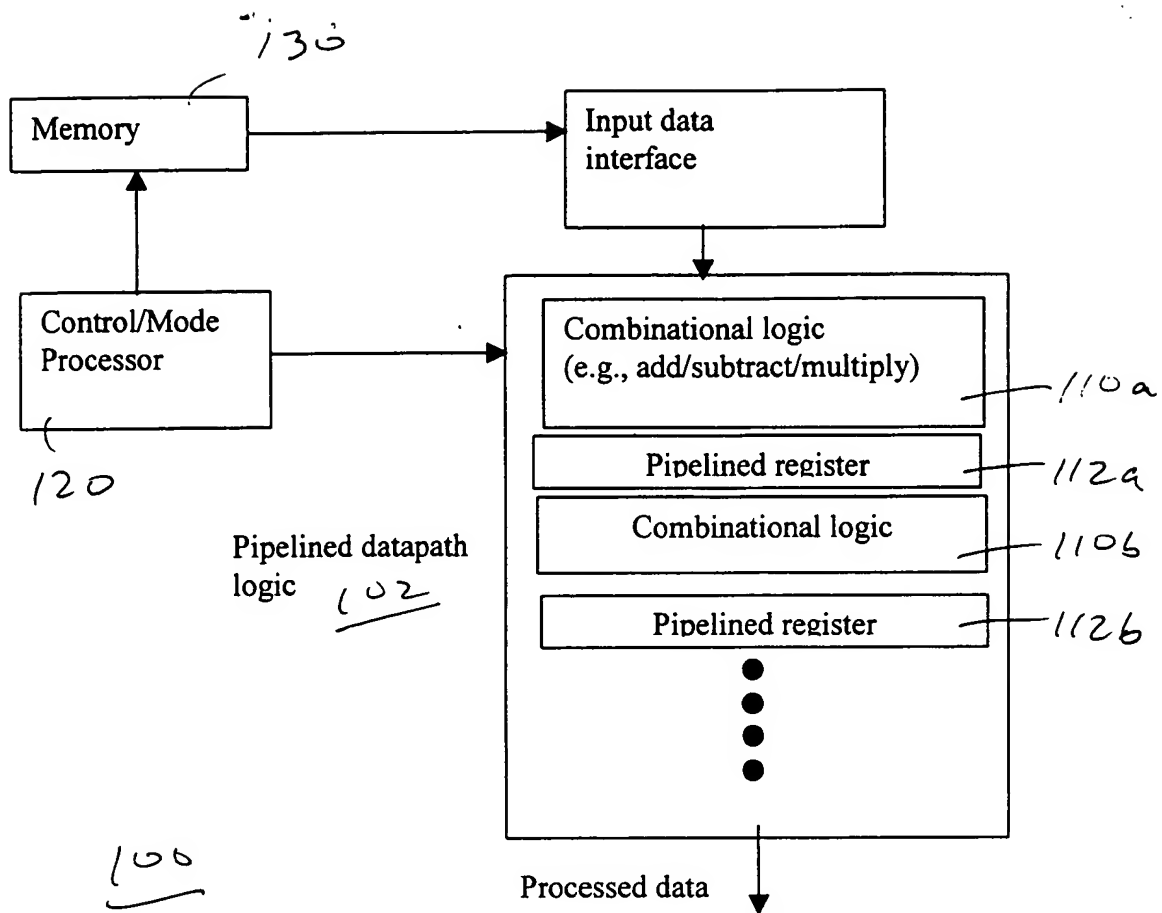 130
Memory
Input data
interface
Control/Mode
Processor
120
Combinational logic
(e.g., add/subtract/multiply)
110a
Pipelined register
112a
Combinational logic
110b
Pipelined datapath
logic
102
Pipelined register
112b
100
Processed data